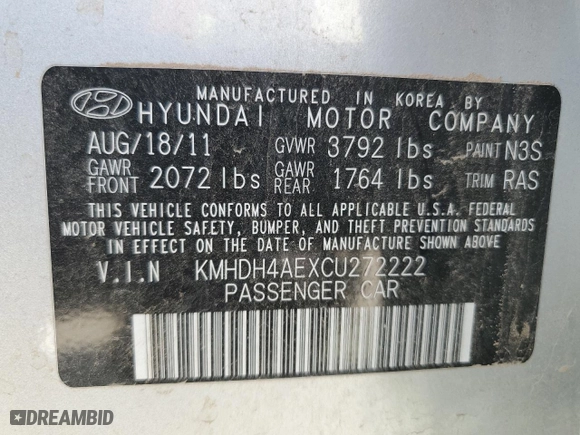 MANUFACTURED IN KOREA BY
HYUNDAI MOTOR COMPANY
AUG/18/11 GVWR 3792 lbs PAINT N3S
GAWR FRONT 2072 lbs GAWR REAR 1764 lbs TRIM RAS
THIS VEHICLE CONFORMS TO ALL APPLICABLE U.S.A. FEDERAL
MOTOR VEHICLE SAFETY, BUMPER, AND THEFT PREVENTION STANDARDS
IN EFFECT ON THE DATE OF MANUFACTURE SHOWN ABOVE
V.I.N KMHDH4AEXCU272222
PASSENGER CAR
DREAMBID